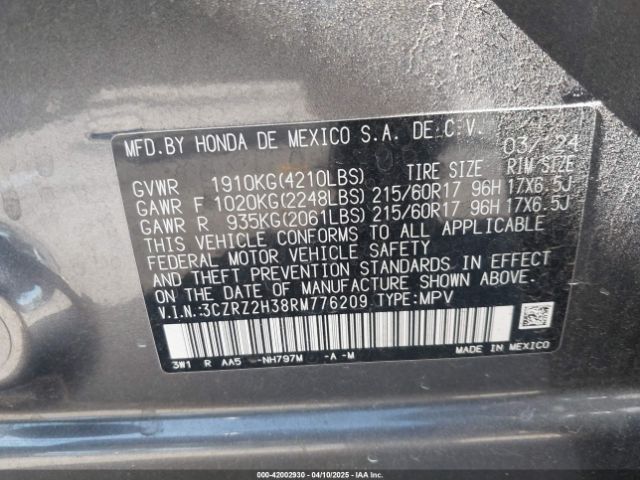 MFD.BY HONDA DE MEXICO S.A. DE C.V. 03/24
GVWR 1910KG(4210LBS) TIRE SIZE RIM SIZE
GAWR F 1020KG(2248LBS) 215/60R17 96H 17X6.5J
GAWR R 935KG(2061LBS) 215/60R17 96H 17X6.5J
THIS VEHICLE CONFORMS TO ALL APPLICABLE
FEDERAL MOTOR VEHICLE SAFETY
AND THEFT PREVENTION STANDARDS IN EFFECT
ON THE DATE OF MANUFACTURE SHOWN ABOVE.
V.I.N.:3CZRZ2H38RM776209 TYPE:MPV
3W1 R AA5 -NH797M -A -M MADE IN MEXICO
000-42002930 - 04/10/2025 - IAAI.COM